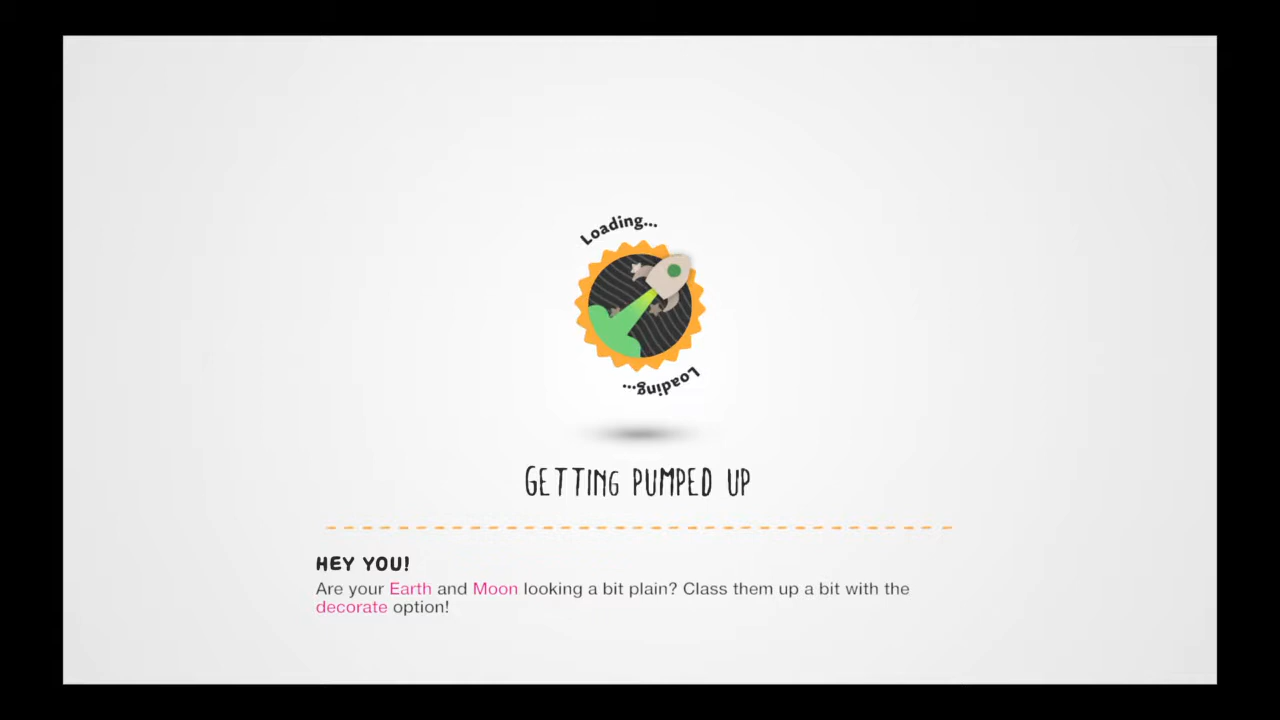 Loading...
Loading...
GETTING PUMPED UP
HEY YOU!
Are your Earth and Moon looking a bit plain? Class them up a bit with the
decorate option!